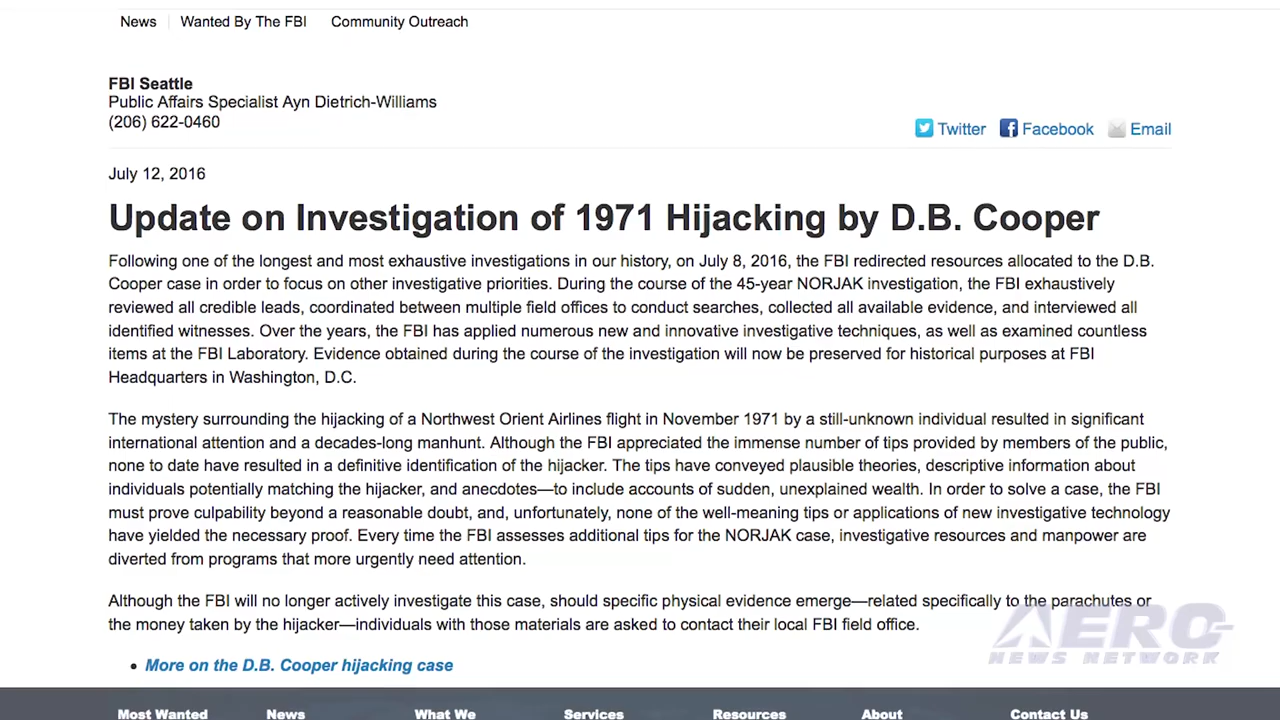 News Wanted By The FBI Community Outreach
FBI Seattle
Public Affairs Specialist Ayn Dietrich-Williams
(206) 622-0460
Twitter Facebook Email
July 12, 2016
Update on Investigation of 1971 Hijacking by D.B. Cooper
Following one of the longest and most exhaustive investigations in our history, on July 8, 2016, the FBI redirected resources allocated to the D.B.
Cooper case in order to focus on other investigative priorities. During the course of the 45-year NORJAK investigation, the FBI exhaustively
reviewed all credible leads, coordinated between multiple field offices to conduct searches, collected all available evidence, and interviewed all
identified witnesses. Over the years, the FBI has applied numerous new and innovative investigative techniques, as well as examined countless
items at the FBI Laboratory. Evidence obtained during the course of the investigation will now be preserved for historical purposes at FBI
Headquarters in Washington, D.C.
The mystery surrounding the hijacking of a Northwest Orient Airlines flight in November 1971 by a still-unknown individual resulted in significant
international attention and a decades-long manhunt. Although the FBI appreciated the immense number of tips provided by members of the public,
none to date have resulted in a definitive identification of the hijacker. The tips have conveyed plausible theories, descriptive information about
individuals potentially matching the hijacker, and anecdotes—to include accounts of sudden, unexplained wealth. In order to solve a case, the FBI
must prove culpability beyond a reasonable doubt, and, unfortunately, none of the well-meaning tips or applications of new investigative technology
have yielded the necessary proof. Every time the FBI assesses additional tips for the NORJAK case, investigative resources and manpower are
diverted from programs that more urgently need attention.
Although the FBI will no longer actively investigate this case, should specific physical evidence emerge—related specifically to the parachutes or
the money taken by the hijacker—individuals with those materials are asked to contact their local FBI field office.
AERO
NEWS NETWORK
• More on the D.B. Cooper hijacking case
Most Wanted News What We Services Resources About Contact Us